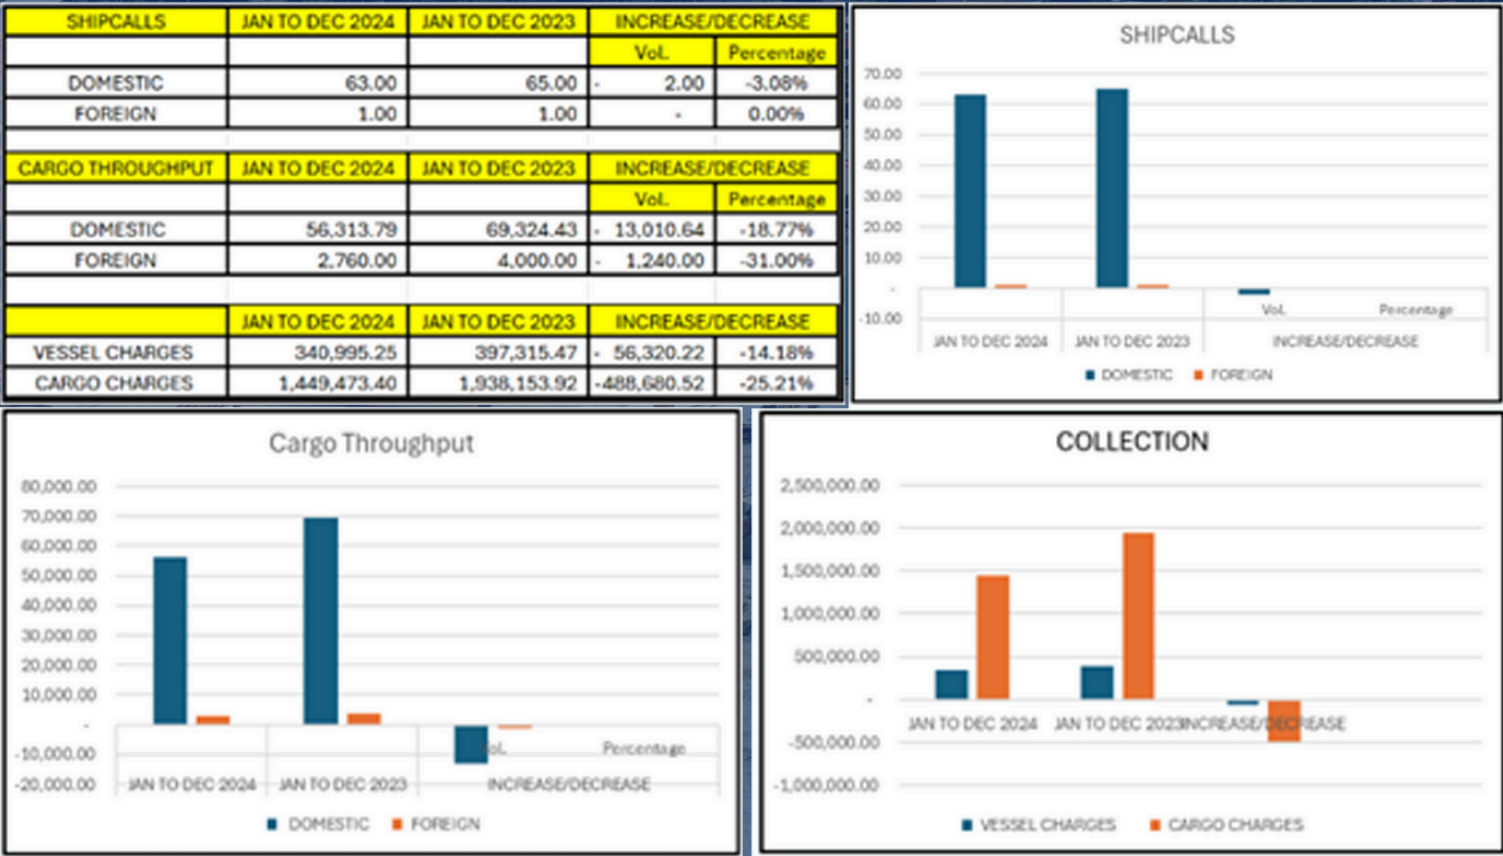 SHIPCALLS JAN TO DEC 2024 JAN TO DEC 2023 INCREASE/DECREASE
Vol. Percentage
DOMESTIC 63.00 65.00 - 2.00 -3.08%
FOREIGN 1.00 1.00 - 0.00%
CARGO THROUGHPUT JAN TO DEC 2024 JAN TO DEC 2023 INCREASE/DECREASE
Vol. Percentage
DOMESTIC 56,313.79 69,324.43 - 13,010.64 -18.77%
FOREIGN 2,760.00 4,000.00 - 1,240.00 -31.00%
JAN TO DEC 2024 JAN TO DEC 2023 INCREASE/DECREASE
VESSEL CHARGES 340,995.25 397,315.47 - 56,320.22 -14.18%
CARGO CHARGES 1,449,473.40 1,938,153.92 -488,680.52 -25.21%
SHIPCALLS
70.00
60.00
50.00
40.00
30.00
20.00
10.00
-
-10.00
Vol. Percentage
JAN TO DEC 2024 JAN TO DEC 2023 INCREASE/DECREASE
DOMESTIC FOREIGN
Cargo Throughput
80,000.00
70,000.00
60,000.00
50,000.00
40,000.00
30,000.00
20,000.00
10,000.00
-
-10,000.00
-20,000.00
Vol. Percentage
JAN TO DEC 2024 JAN TO DEC 2023 INCREASE/DECREASE
DOMESTIC FOREIGN
COLLECTION
2,500,000.00
2,000,000.00
1,500,000.00
1,000,000.00
500,000.00
-
-500,000.00
-1,000,000.00
JAN TO DEC 2024 JAN TO DEC 2023 INCREASE/DECREASE
VESSEL CHARGES CARGO CHARGES